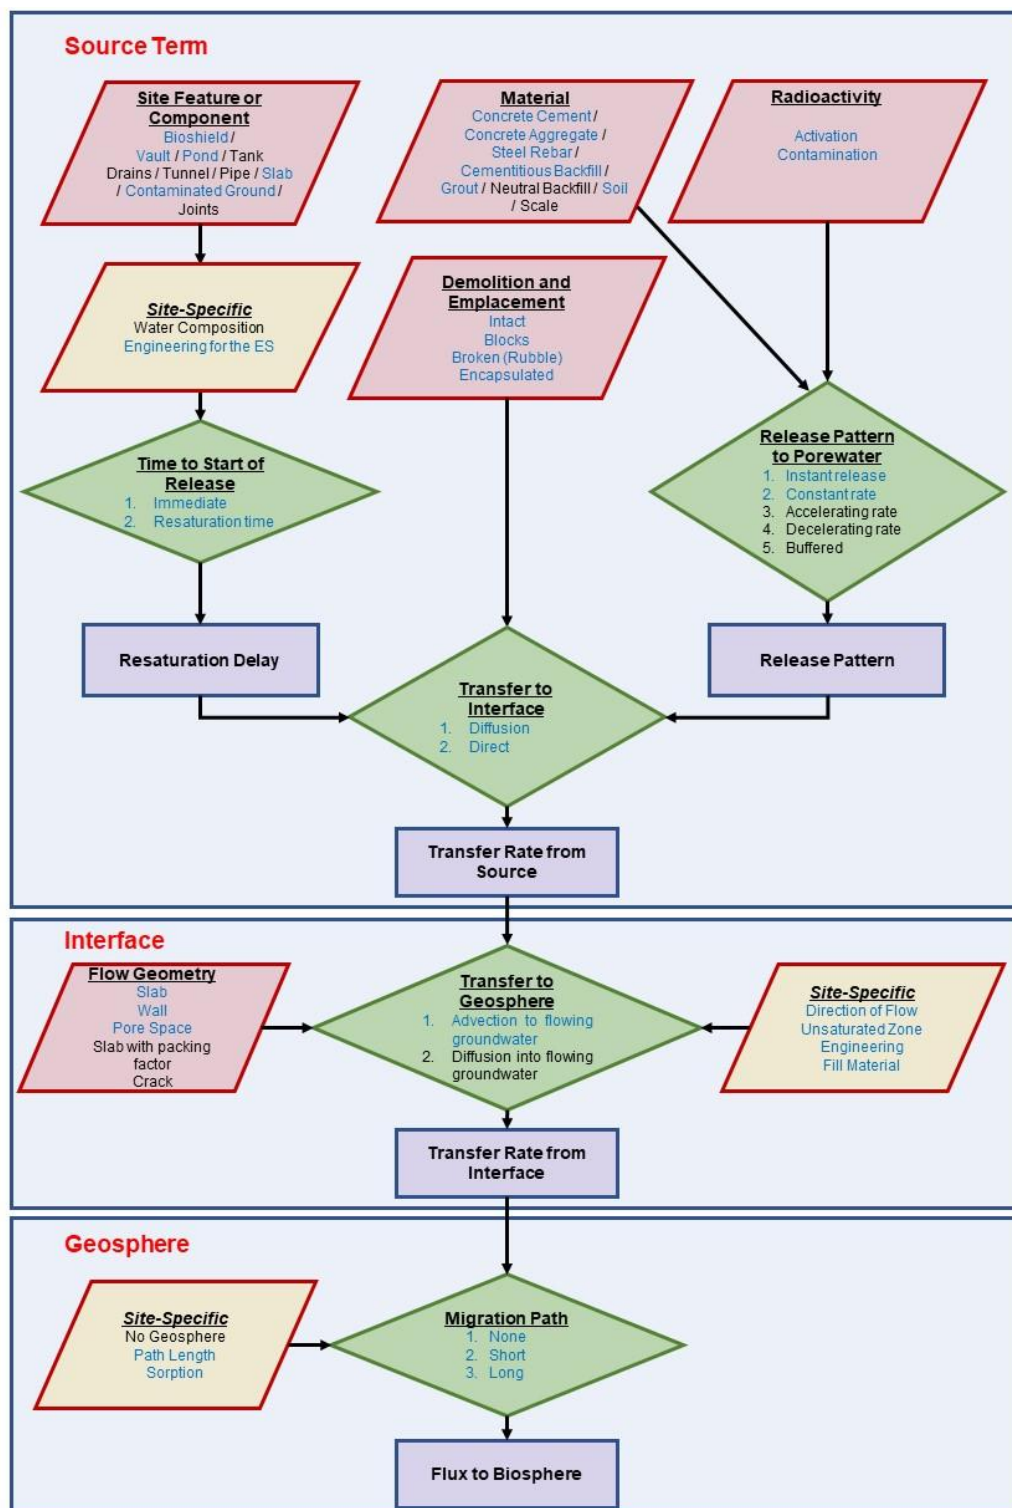 Source Term
Site Feature or
Component
Bioshield /
Vault / Pond / Tank
Drains / Tunnel / Pipe / Slab
/ Contaminated Ground /
Joints
Material
Concrete Cement /
Concrete Aggregate /
Steel Rebar /
Cementitious Backfill /
Grout / Neutral Backfill / Soil
/ Scale
Radioactivity
Activation
Contamination
Site-Specific
Water Composition
Engineering for the ES
Demolition and
Emplacement
Intact
Blocks
Broken (Rubble)
Encapsulated
Time to Start of
Release
1. Immediate
2. Resaturation time
Release Pattern
to Porewater
1. Instant release
2. Constant rate
3. Accelerating rate
4. Decelerating rate
5. Buffered
Resaturation Delay
Release Pattern
Transfer to
Interface
1. Diffusion
2. Direct
Transfer Rate from
Source
Interface
Flow Geometry
Slab
Wall
Pore Space
Slab with packing
factor
Crack
Transfer to
Geosphere
1. Advection to flowing
groundwater
2. Diffusion into flowing
groundwater
Site-Specific
Direction of Flow
Unsaturated Zone
Engineering
Fill Material
Transfer Rate from
Interface
Geosphere
Site-Specific
No Geosphere
Path Length
Sorption
Migration Path
1. None
2. Short
3. Long
Flux to Biosphere